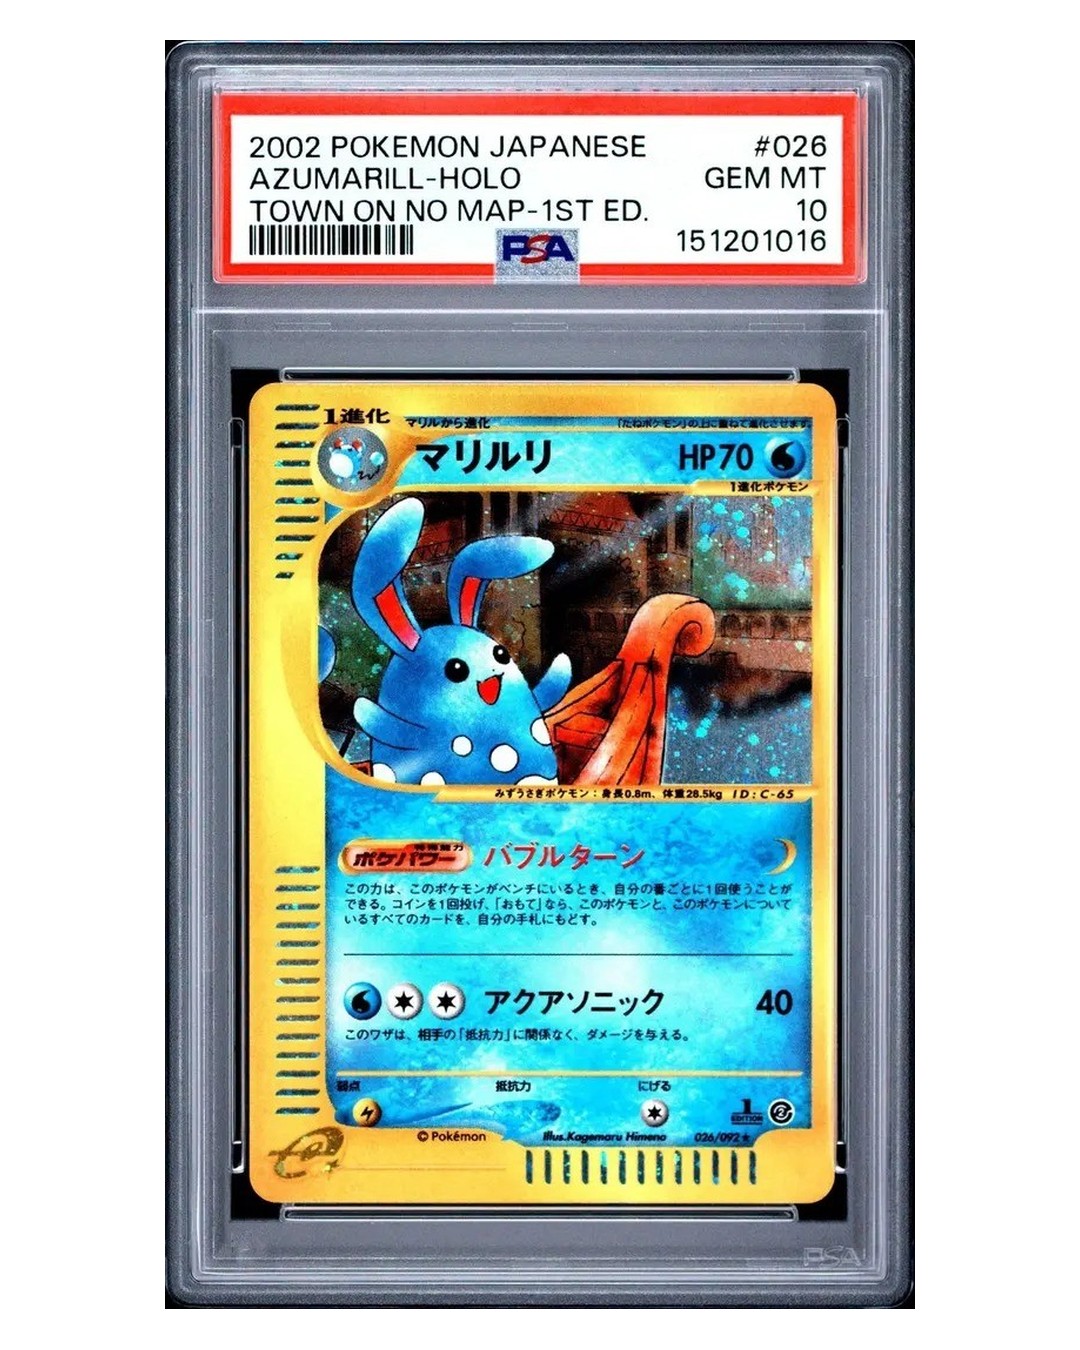 2002 POKEMON JAPANESE #026
AZUMARILL-HOLO GEM MT
TOWN ON NO MAP-1ST ED. 10
PSA 151201016
1進化 マリルから進化 「たねポケモン」の上に重ねて進化させます。
マリルリ HP70
1進化ポケモン
みずうさぎポケモン：身長0.8m、体重28.5kg ID:C-65
ポケパワー バブルターン
この力は、このポケモンがベンチにいるとき、自分の番ごとに1回使うことが
できる。コインを1回投げ、「おもて」なら、このポケモンと、このポケモンについて
いるすべてのカードを、自分の手札にもどす。
アクアソニック 40
このワザは、相手の「抵抗力」に関係なく、ダメージを与える。
弱点 抵抗力 にげる
1 EDITION
©Pokémon Illus.Kagemaru Himeno 026/092★
e
PSA